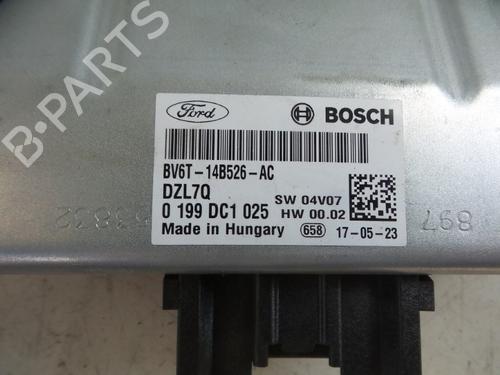 Ford BOSCH
BV6T-14B526-AC
DZL7Q SW 04V07
0 199 DC1 025 HW 00.02
Made in Hungary 658 17-05-23
897
B-PARTS